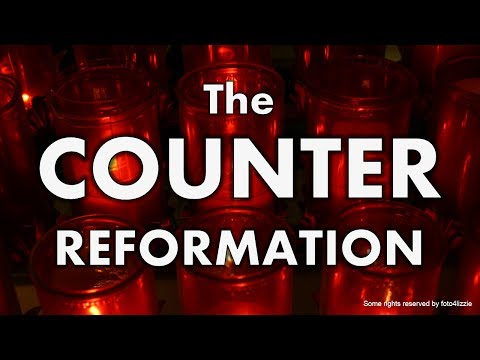 The
COUNTER
REFORMATION
Some rights reserved by foto4lizzie